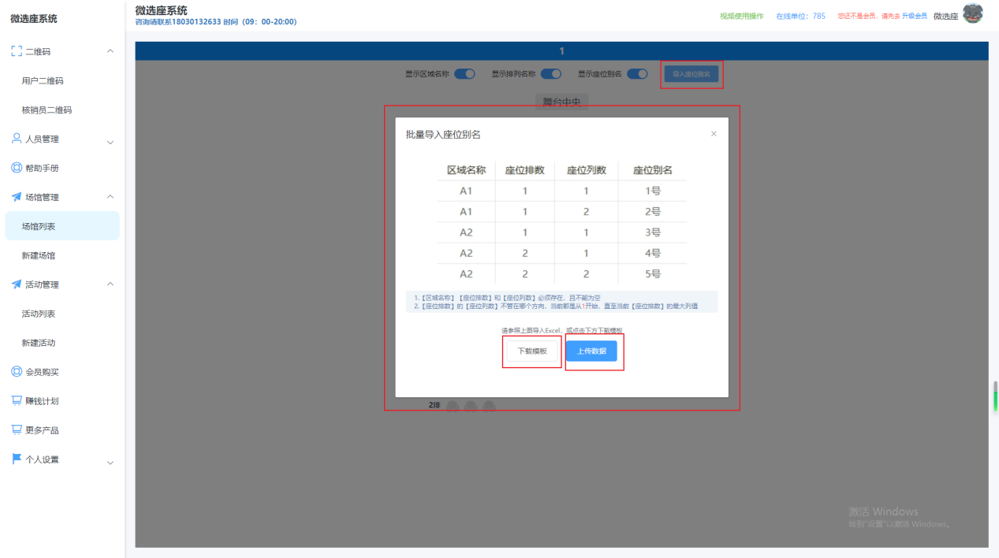 微选座系统
微选座系统
咨询请联系18030132633 时间（09：00-20:00）
视频使用操作 在线单位：785 您还不是会员，请先去 升级会员 微选座
二维码
用户二维码
核销员二维码
人员管理
帮助手册
场馆管理
场馆列表
新建场馆
活动管理
活动列表
新建活动
会员购买
赚钱计划
更多产品
个人设置
1
显示区域名称 显示排列名称 显示座位别名 导入座位别名
舞台中央
批量导入座位别名
区域名称 座位排数 座位列数 座位别名
A1 1 1 1号
A1 1 2 2号
A2 1 1 3号
A2 2 1 4号
A2 2 2 5号
1.【区域名称】【座位排数】和【座位列数】必须存在，且不能为空
2.【座位排数】的【座位列数】不管在哪个方向，当前都是从1开始，直至当前【座位排数】的最大列值
请参照上图导入Excel，或点击下方下载模板
下载模板 上传数据
2排
激活 Windows
转到"设置"以激活 Windows。